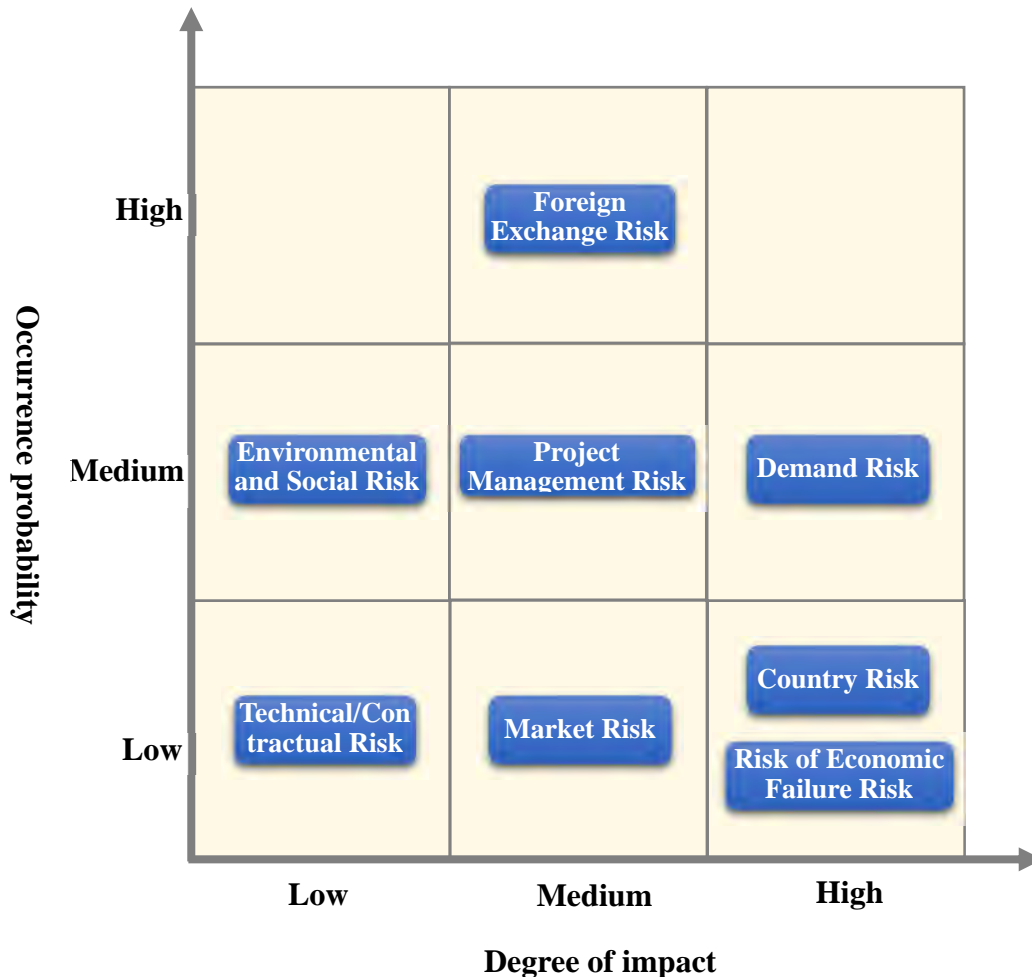 High
Foreign
Exchange Risk
Occurrence probability
Medium
Environmental
and Social Risk
Project
Management Risk
Demand Risk
Low
Technical/Con
tractual Risk
Market Risk
Country Risk
Risk of Economic
Failure Risk
Low
Medium
High
Degree of impact